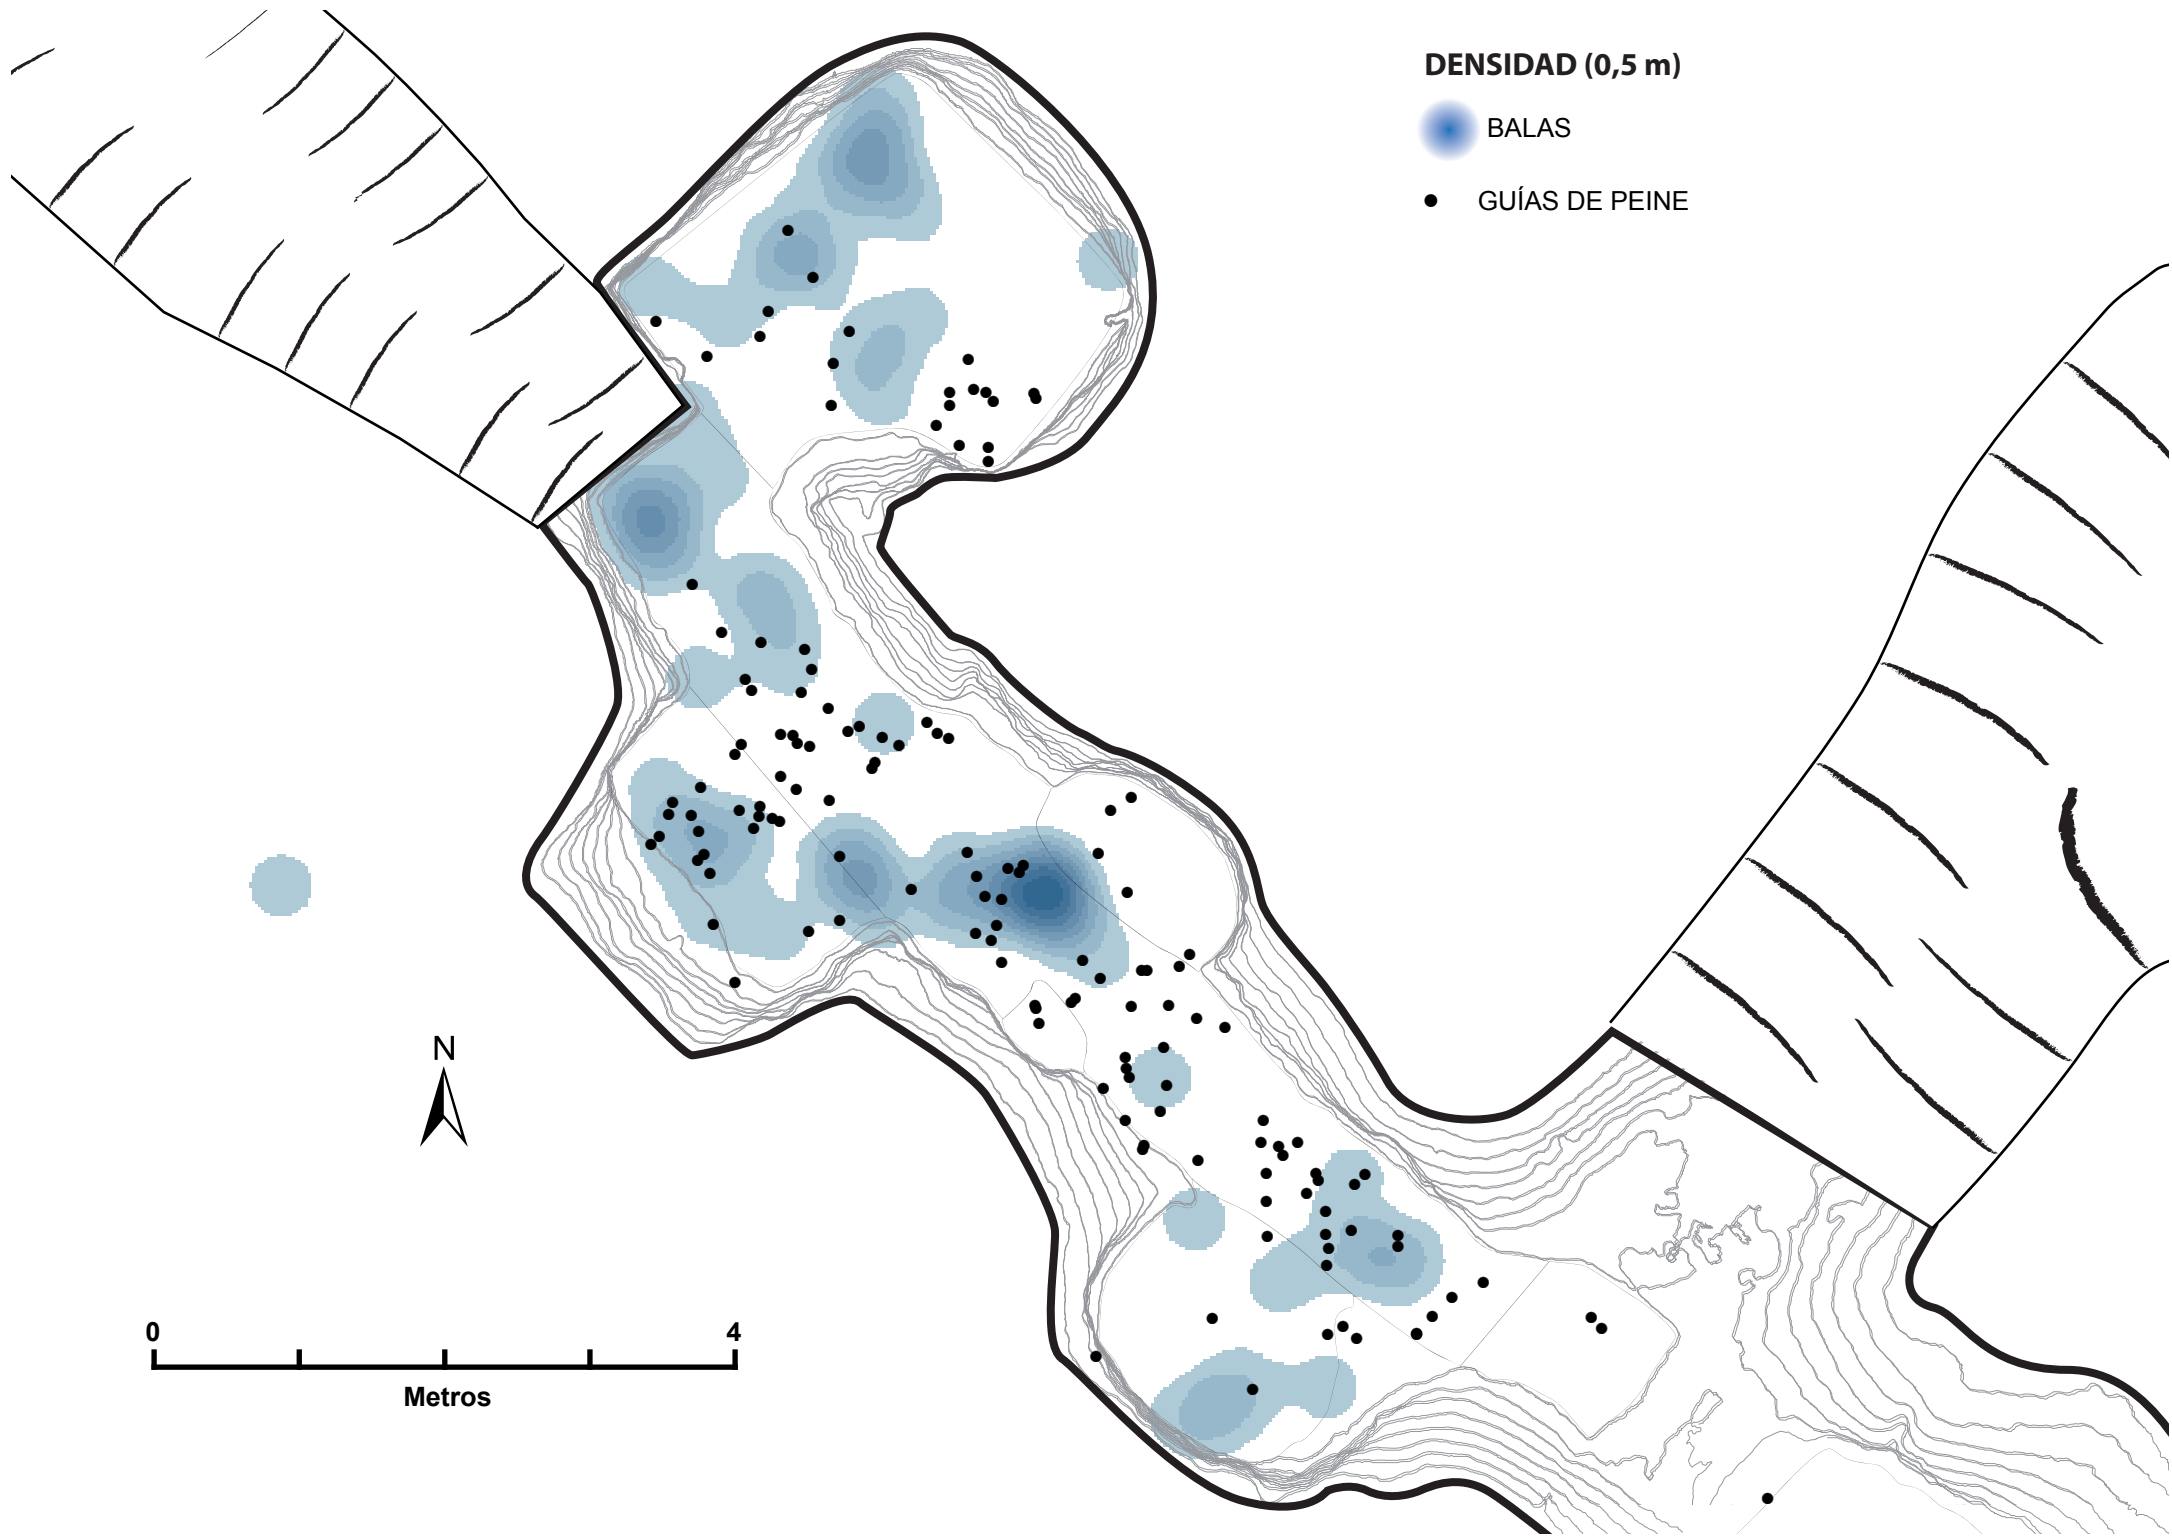 DENSIDAD (0,5 m)
BALAS
GUÍAS DE PEINE
N
0 4
Metros